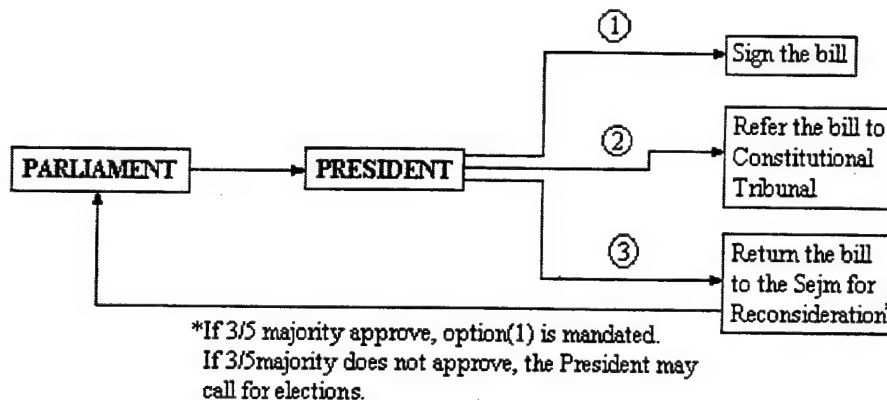 ①
Sign the bill
②
Refer the bill to
Constitutional
Tribunal
PARLIAMENT
PRESIDENT
③
Return the bill
to the Sejm for
Reconsideration*
*If 3/5 majority approve, option(1) is mandated.
If 3/5majority does not approve, the President may
call for elections.